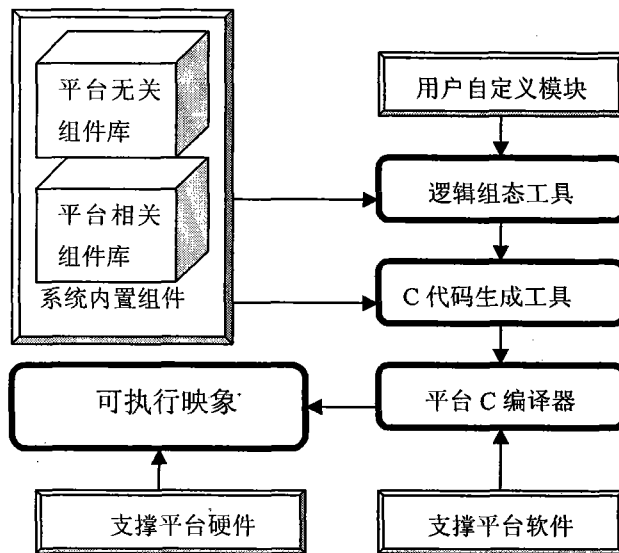 平台无关
组件库
平台相关
组件库
系统内置组件
用户自定义模块
逻辑组态工具
C 代码生成工具
平台 C 编译器
可执行映象
支撑平台硬件
支撑平台软件